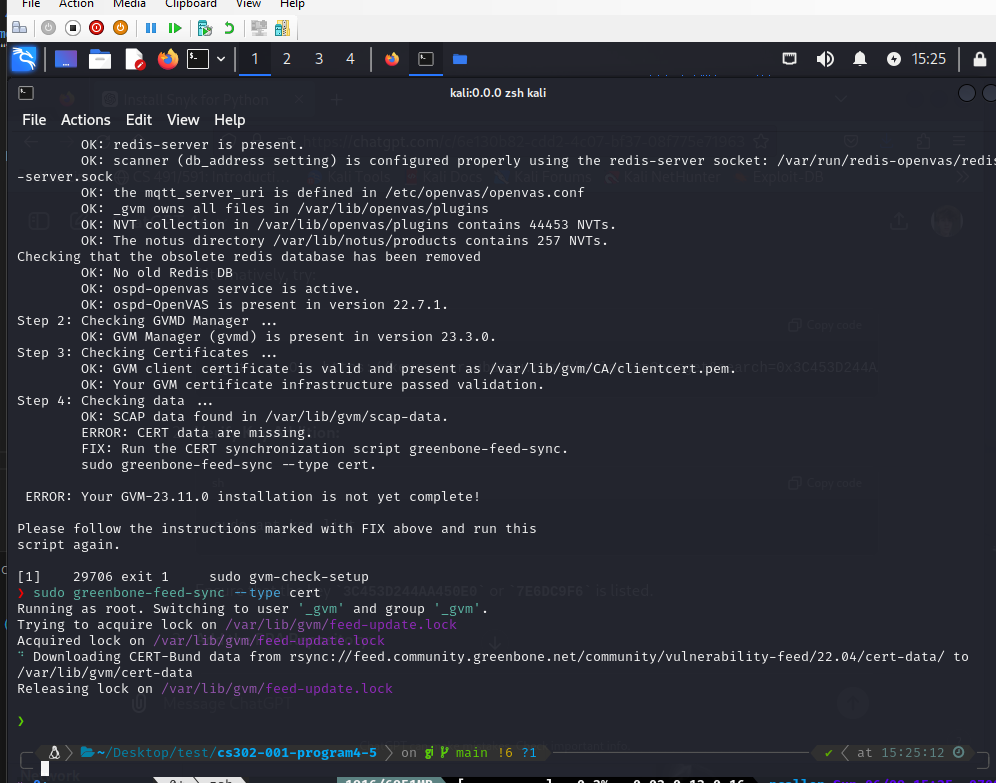 File Action Media Clipboard View Help
1 2 3 4 15:25
kali:0.0.0 zsh kali
File Actions Edit View Help
OK: redis-server is present.
OK: scanner (db_address setting) is configured properly using the redis-server socket: /var/run/redis-openvas/redis
-server.sock
OK: the mqtt_server_uri is defined in /etc/openvas/openvas.conf
OK: _gvm owns all files in /var/lib/openvas/plugins
OK: NVT collection in /var/lib/openvas/plugins contains 44453 NVTs.
OK: The notus directory /var/lib/notus/products contains 257 NVTs.
Checking that the obsolete redis database has been removed
OK: No old Redis DB
OK: ospd-openvas service is active.
OK: ospd-OpenVAS is present in version 22.7.1.
Step 2: Checking GVMD Manager ...
OK: GVM Manager (gvmd) is present in version 23.3.0.
Step 3: Checking Certificates ...
OK: GVM client certificate is valid and present as /var/lib/gvm/CA/clientcert.pem.
OK: Your GVM certificate infrastructure passed validation.
Step 4: Checking data ...
OK: SCAP data found in /var/lib/gvm/scap-data.
ERROR: CERT data are missing.
FIX: Run the CERT synchronization script greenbone-feed-sync.
sudo greenbone-feed-sync --type cert.
ERROR: Your GVM-23.11.0 installation is not yet complete!
Please follow the instructions marked with FIX above and run this
script again.
[1] 29706 exit 1 sudo gvm-check-setup
❯ sudo greenbone-feed-sync --type cert
Running as root. Switching to user '_gvm' and group '_gvm'.
Trying to acquire lock on /var/lib/gvm/feed-update.lock
Acquired lock on /var/lib/gvm/feed-update.lock
Downloading CERT-Bund data from rsync://feed.community.greenbone.net/community/vulnerability-feed/22.04/cert-data/ to
/var/lib/gvm/cert-data
Releasing lock on /var/lib/gvm/feed-update.lock
❯
~/Desktop/test/cs302-001-program4-5 on main !6 ?1 ✔ at 15:25:12